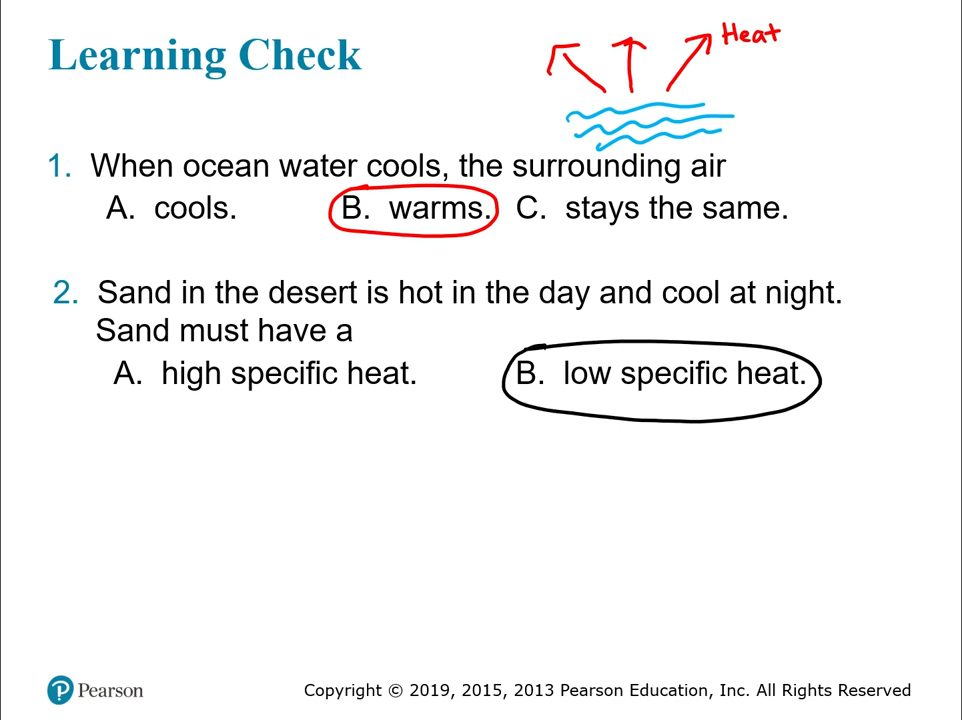 Learning Check
Heat
1. When ocean water cools, the surrounding air
A. cools. B. warms. C. stays the same.
2. Sand in the desert is hot in the day and cool at night.
Sand must have a
A. high specific heat. B. low specific heat.
P Pearson
Copyright © 2019, 2015, 2013 Pearson Education, Inc. All Rights Reserved